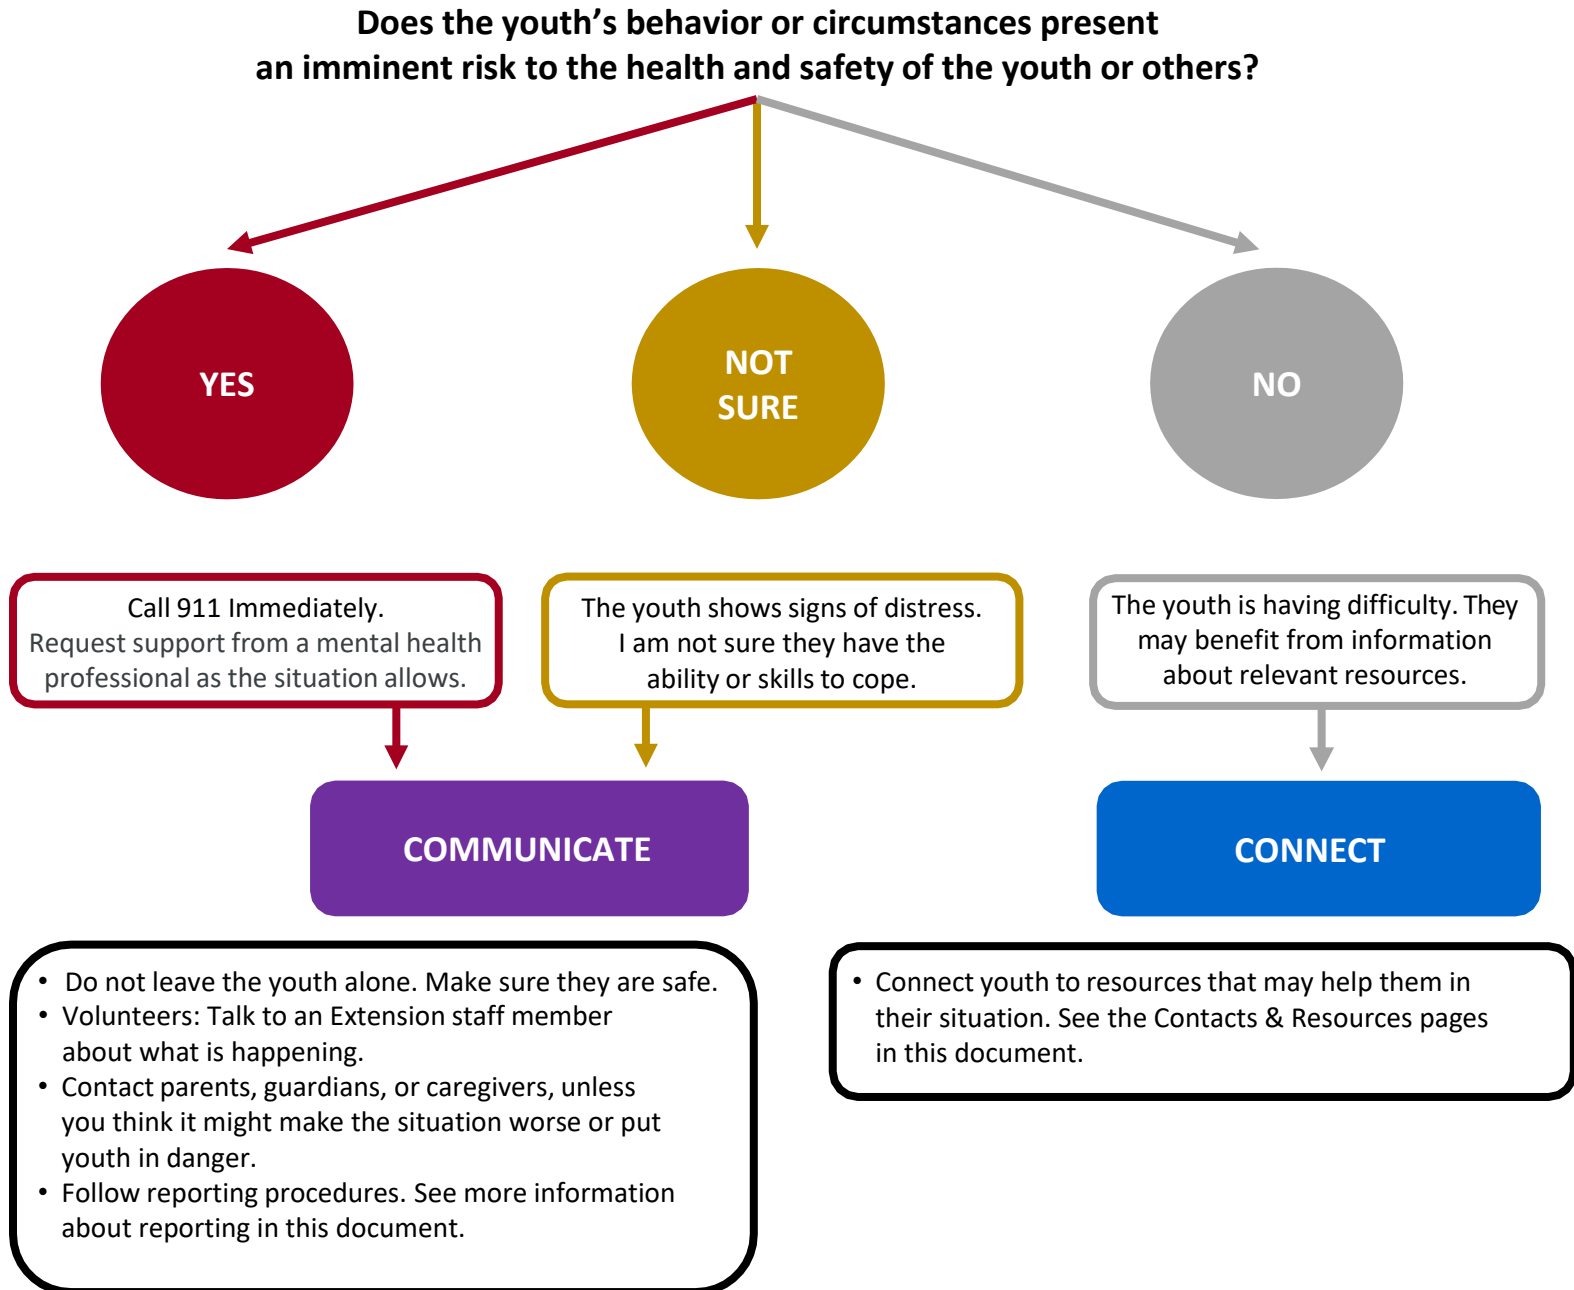 Does the youth’s behavior or circumstances present
an imminent risk to the health and safety of the youth or others?
YES
NOT
SURE
NO
Call 911 Immediately.
Request support from a mental health
professional as the situation allows.
The youth shows signs of distress.
I am not sure they have the
ability or skills to cope.
The youth is having difficulty. They
may benefit from information
about relevant resources.
COMMUNICATE
CONNECT
• Do not leave the youth alone. Make sure they are safe.
• Volunteers: Talk to an Extension staff member
about what is happening.
• Contact parents, guardians, or caregivers, unless
you think it might make the situation worse or put
youth in danger.
• Follow reporting procedures. See more information
about reporting in this document.
• Connect youth to resources that may help them in
their situation. See the Contacts & Resources pages
in this document.